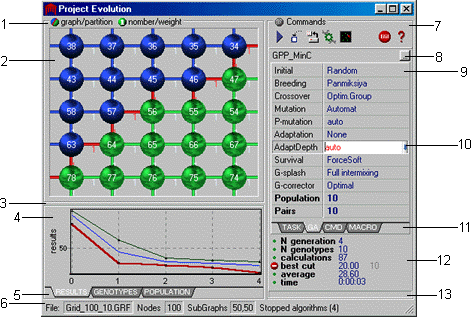 Project Evolution
1
graph/partition
nomber/weight
Commands
7
2
38 37 36 35 34
43 44 45 46 47
58 57 56 55 54
63 64 65 66 67
78 77 76 75 74
GPP_MinC
8
Initial Random
9
Breeding Panmiksiya
Crossover Optim.Group
Mutation Automat
P-mutation auto
Adaptation None
AdaptDepth auto
10
Survival ForceSoft
G-splash Full intermixing
G-corrector Optimal
Population 10
Pairs 10
3
4
results
50
0 1 2 3 4
TASK GA CMD MACRO
11
N generation 4
N genotypes 10
calculations 87
best cut 20.00 10
average 28.60
time 0:00:03
12
5
RESULTS GENOTYPES POPULATION
13
6
File: Grid_100_10.GRF Nodes 100 SubGraphs 50,50 Stopped algorithms (4)